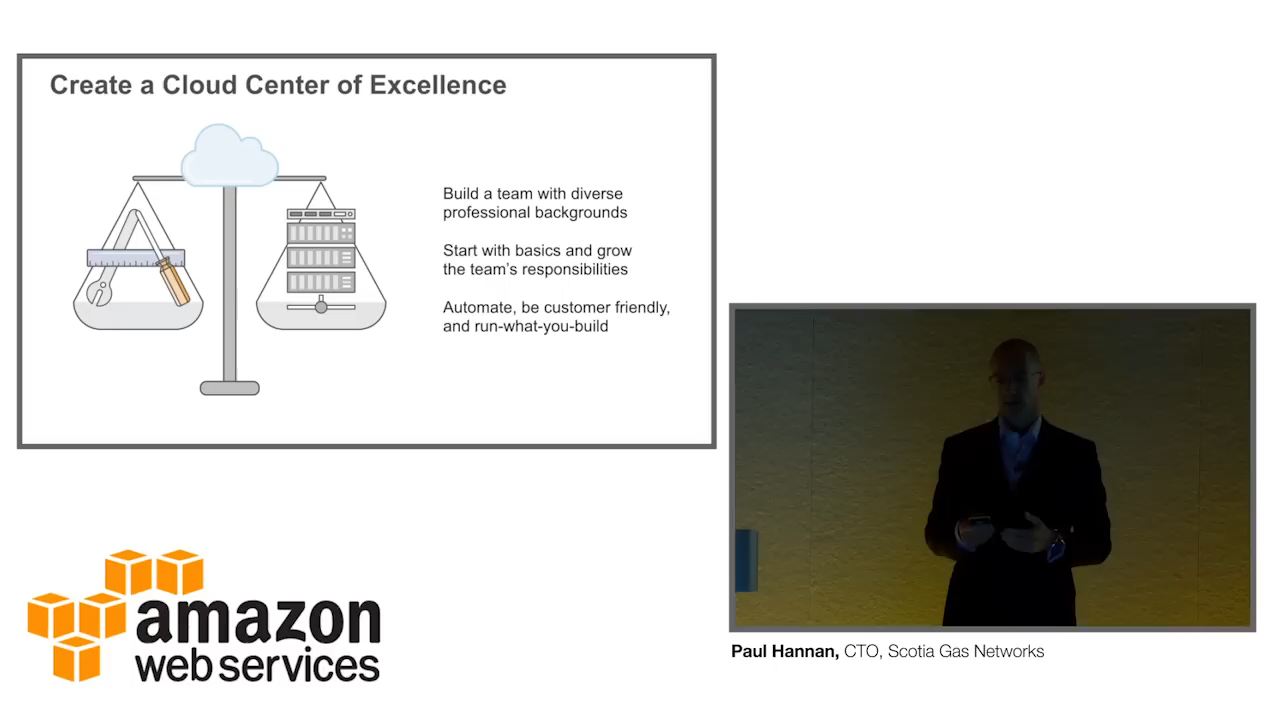 Create a Cloud Center of Excellence
Build a team with diverse
professional backgrounds
Start with basics and grow
the team's responsibilities
Automate, be customer friendly,
and run-what-you-build
amazon
web services
Paul Hannan, CTO, Scotia Gas Networks